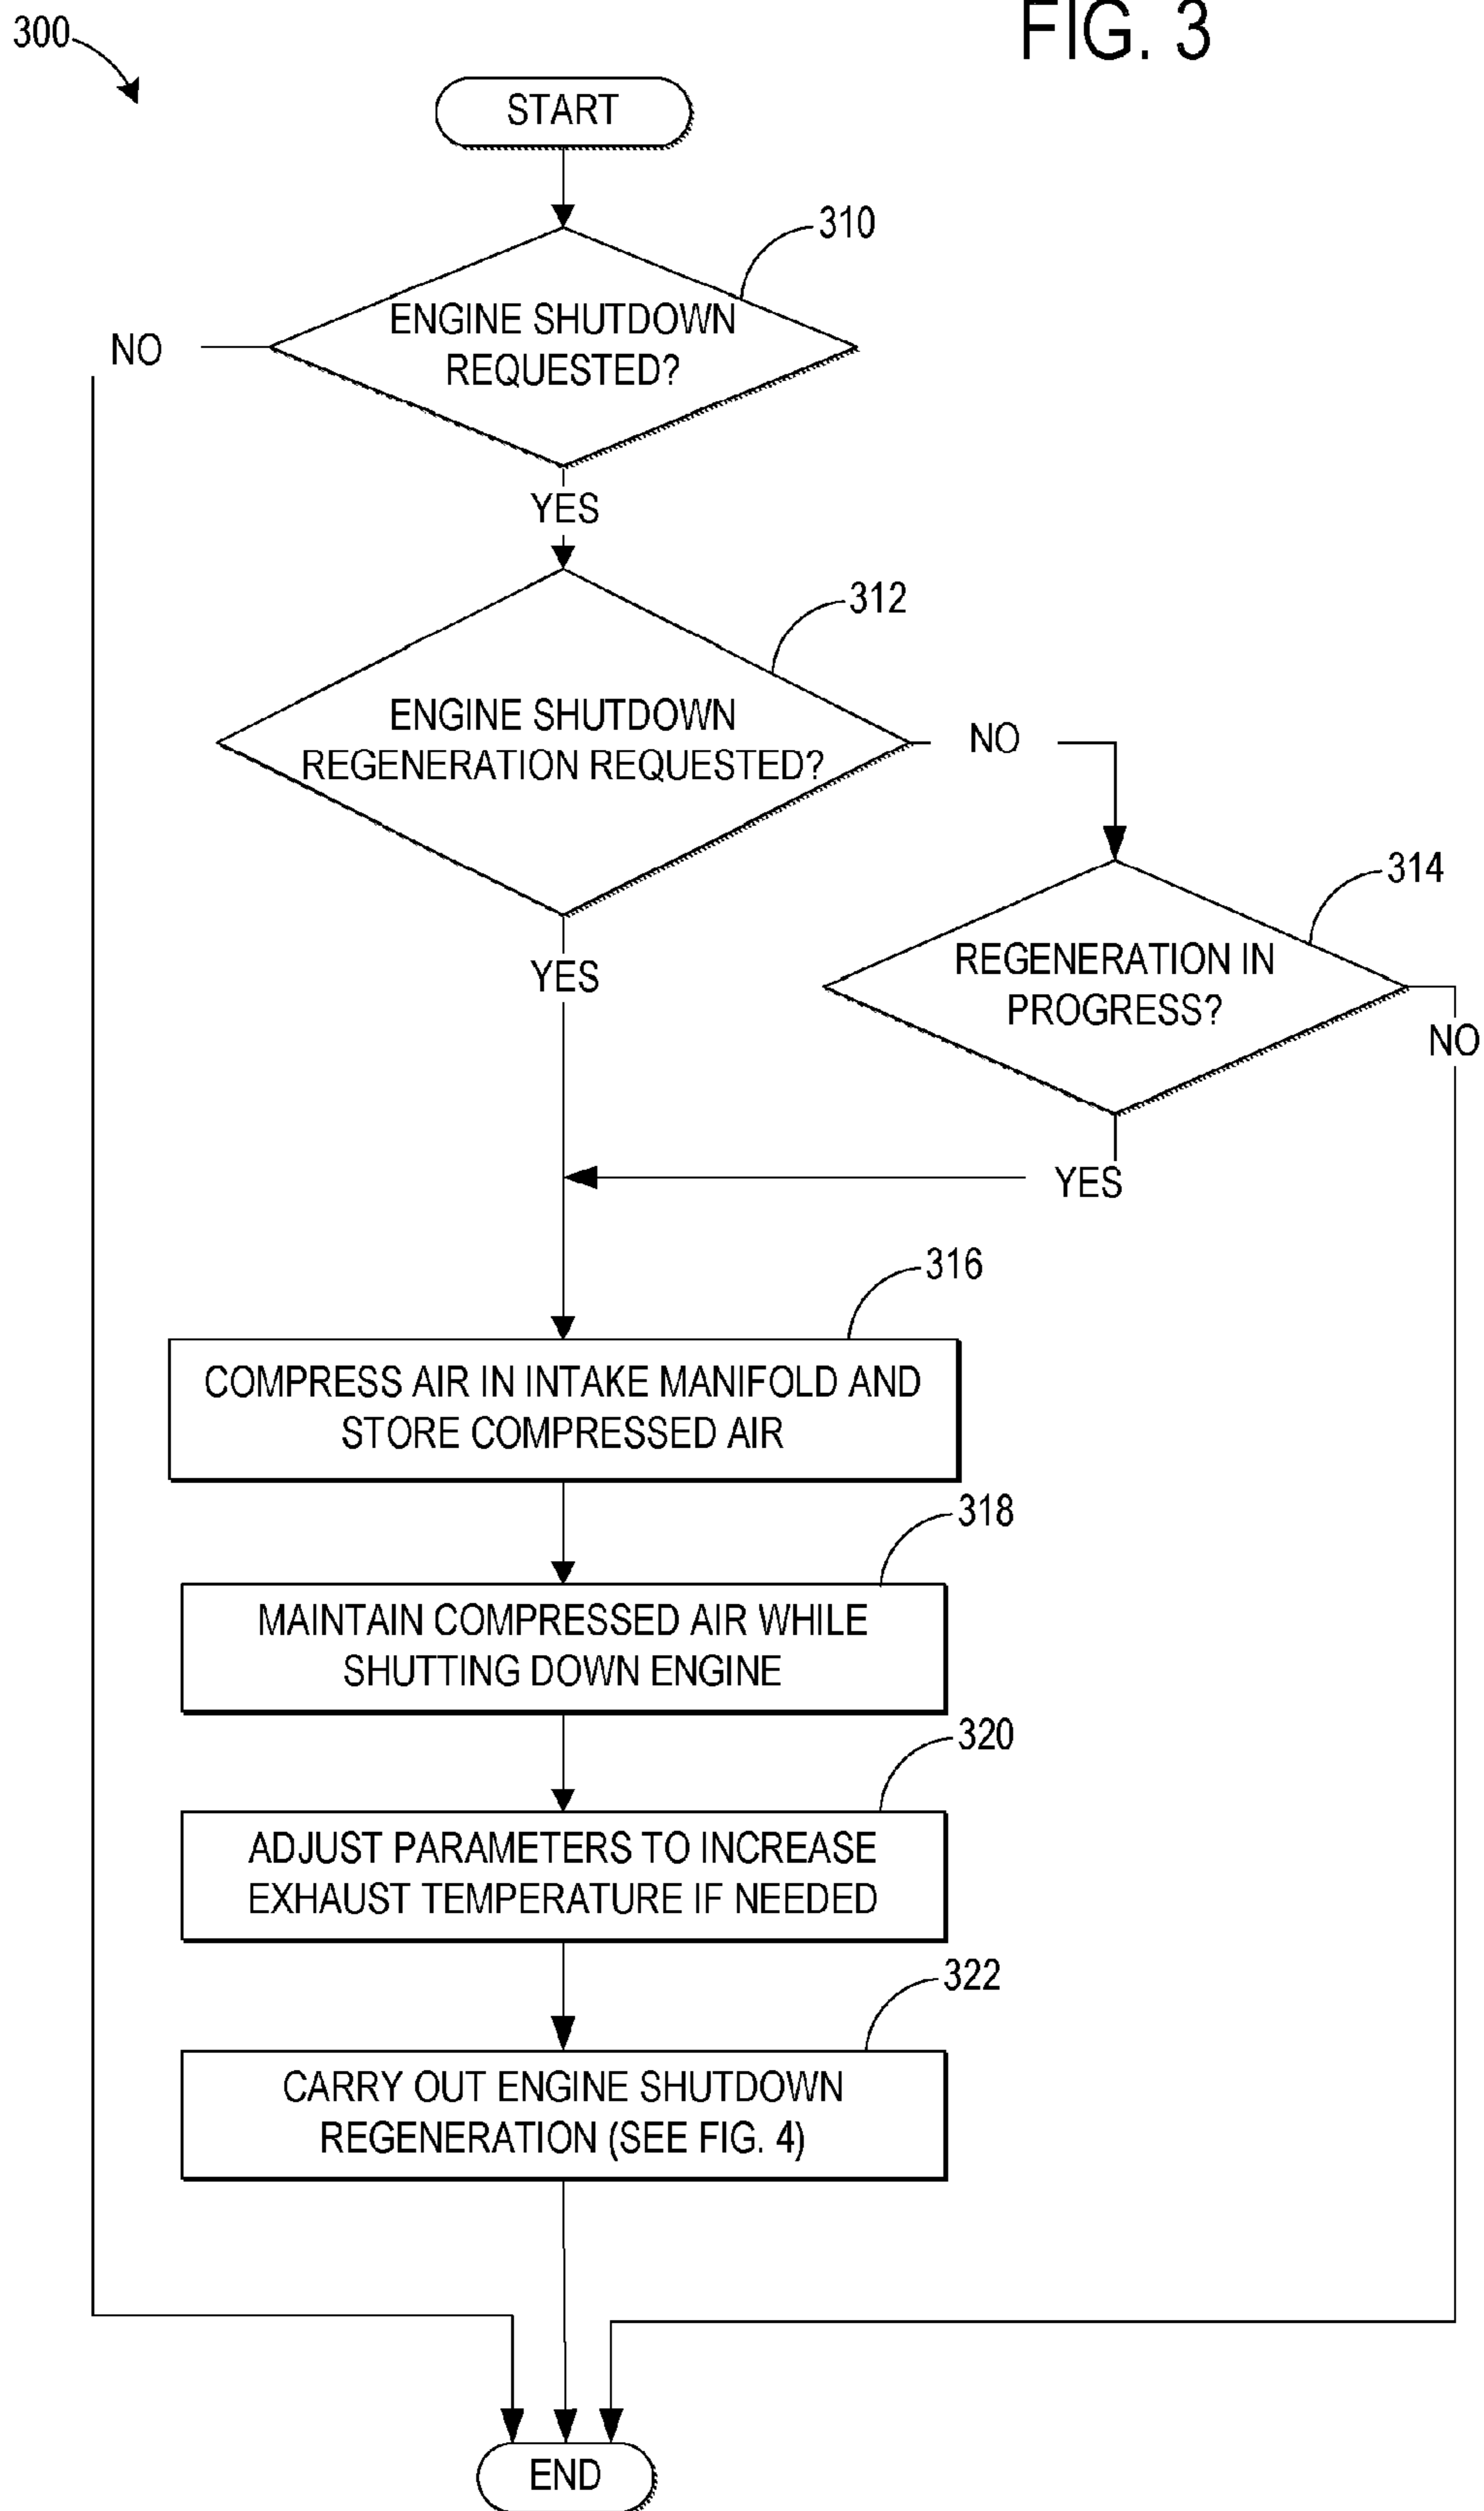 FIG. 3
300
START
310
ENGINE SHUTDOWN
REQUESTED?
NO
YES
312
ENGINE SHUTDOWN
REGENERATION REQUESTED?
NO
314
REGENERATION IN
PROGRESS?
NO
YES
YES
316
COMPRESS AIR IN INTAKE MANIFOLD AND
STORE COMPRESSED AIR
318
MAINTAIN COMPRESSED AIR WHILE
SHUTTING DOWN ENGINE
320
ADJUST PARAMETERS TO INCREASE
EXHAUST TEMPERATURE IF NEEDED
322
CARRY OUT ENGINE SHUTDOWN
REGENERATION (SEE FIG. 4)
END